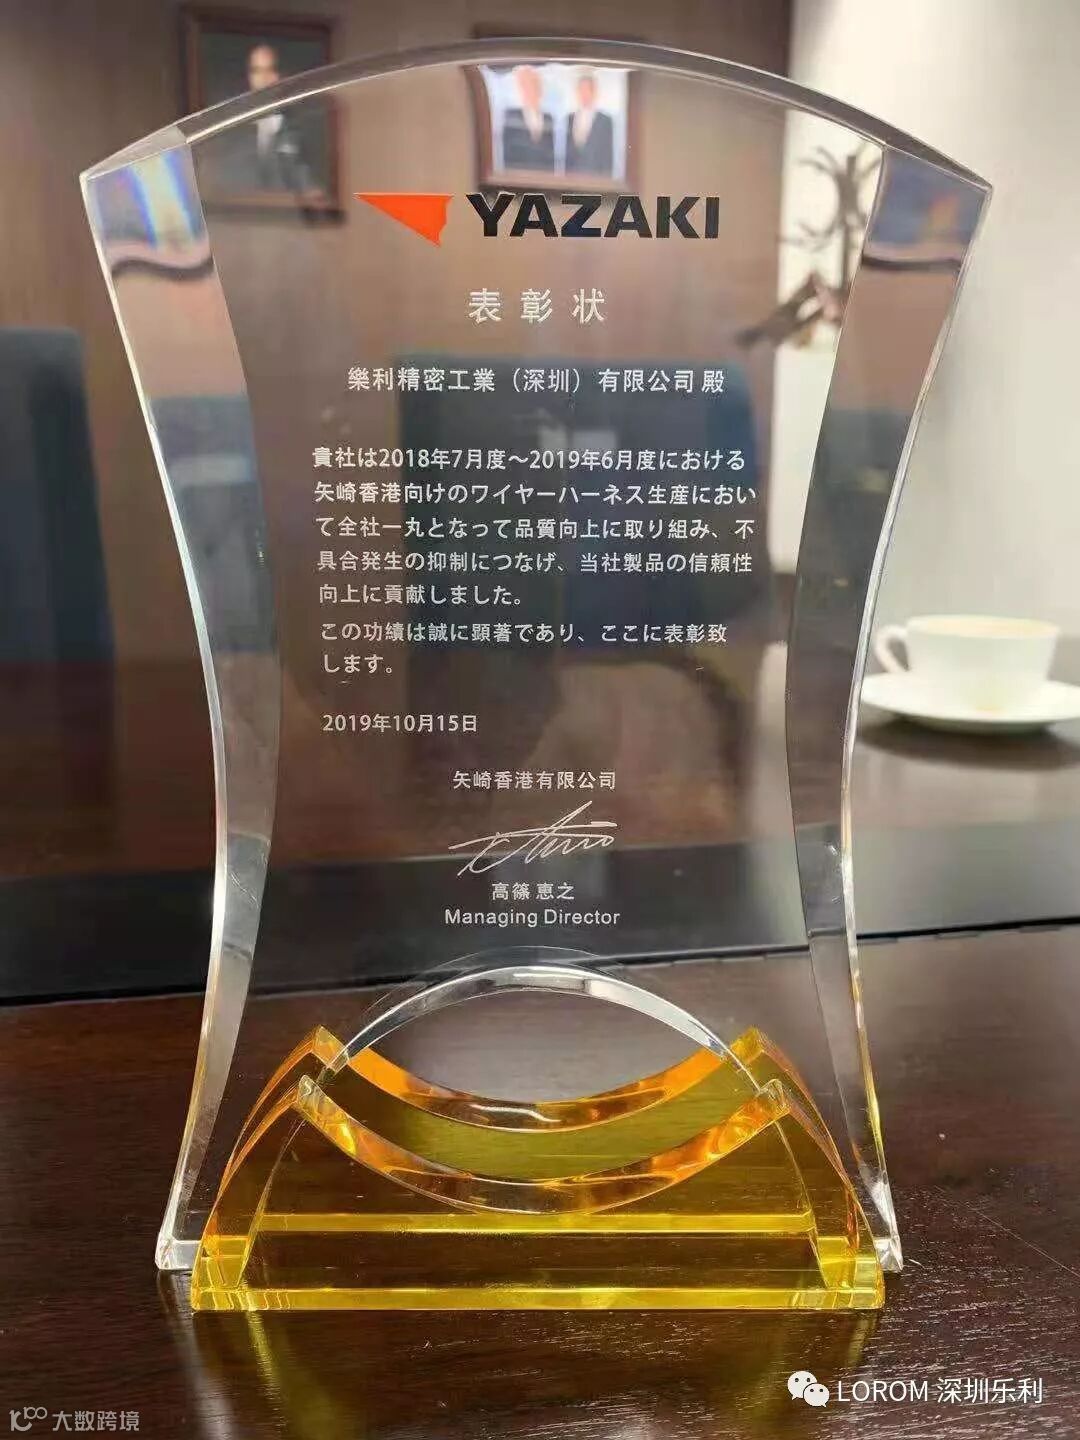 YAZAKI
表彰状
樂利精密工業（深圳）有限公司 殿
貴社は2018年7月度～2019年6月度における
矢崎香港向けのワイヤーハーネス生産におい
て全社一丸となって品質向上に取り組み、不
具合発生の抑制につなげ、当社製品の信頼性
向上に貢献しました。
この功績は誠に顕著であり、ここに表彰致
します。
2019年10月15日
矢崎香港有限公司
高篠 恵之
Managing Director
LOROM 深圳乐利
大数跨境